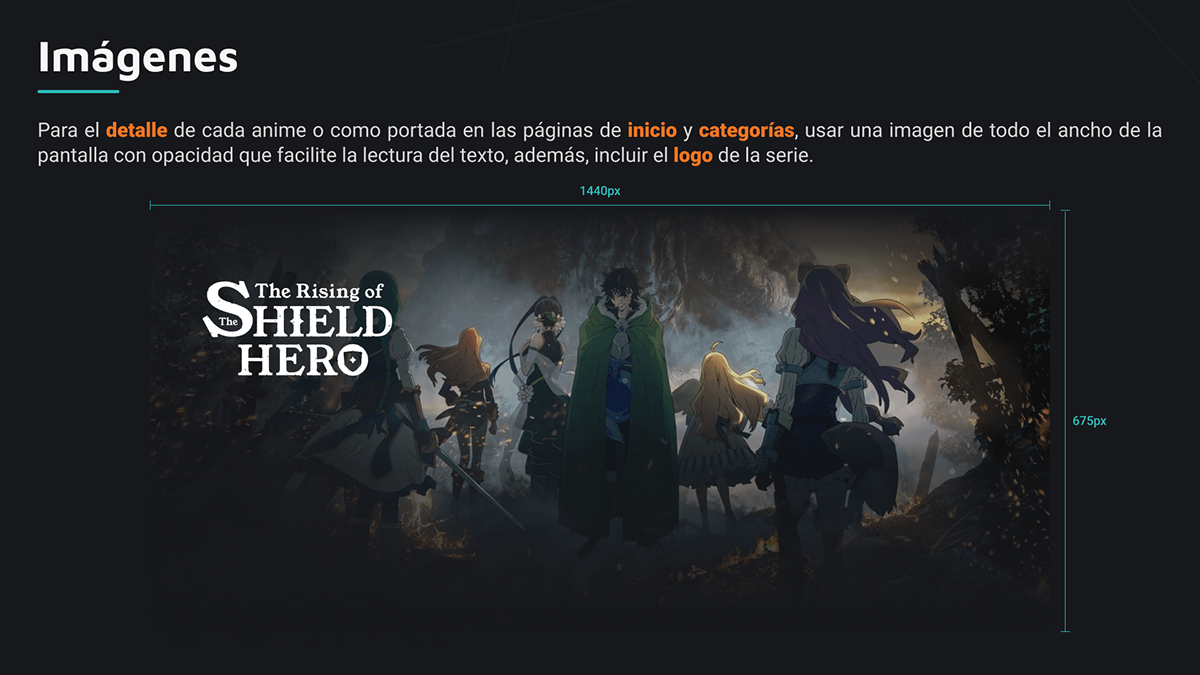 Imágenes
Para el detalle de cada anime o como portada en las páginas de inicio y categorías, usar una imagen de todo el ancho de la
pantalla con opacidad que facilite la lectura del texto, además, incluir el logo de la serie.
1440px
The Rising of
The SHIELD
HERO
675px